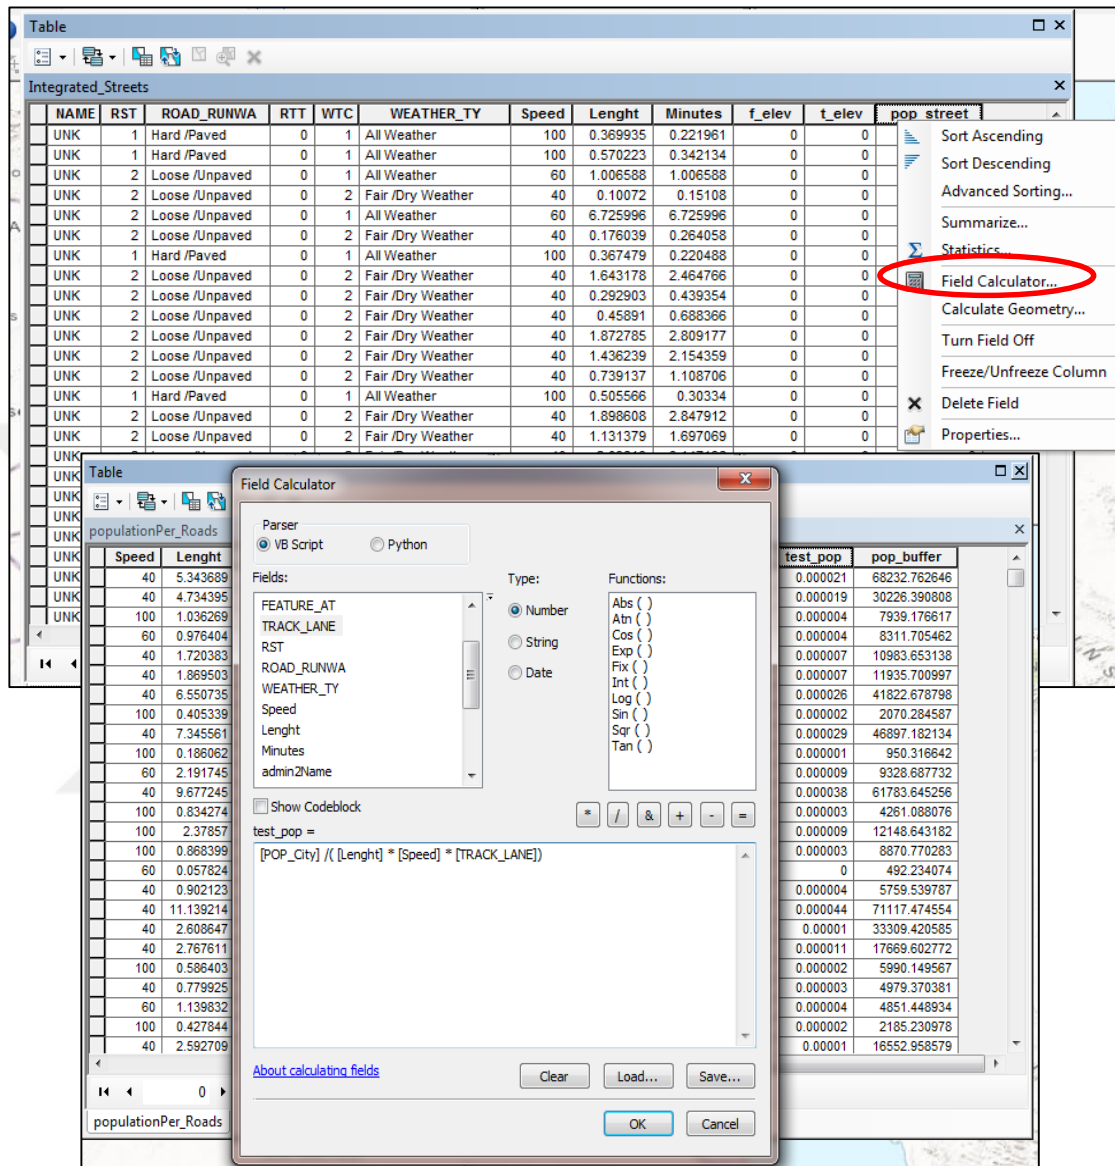 Table
Integrated_Streets
NAME RST ROAD_RUNWA RTT WTC WEATHER_TY Speed Lenght Minutes f_elev t_elev pop_street
UNK 1 Hard /Paved 0 1 All Weather 100 0.369935 0.221961 0 0
UNK 1 Hard /Paved 0 1 All Weather 100 0.570223 0.342134 0 0
UNK 2 Loose /Unpaved 0 1 All Weather 60 1.006588 1.006588 0 0
UNK 2 Loose /Unpaved 0 2 Fair /Dry Weather 40 0.10072 0.15108 0 0
UNK 2 Loose /Unpaved 0 1 All Weather 60 6.725996 6.725996 0 0
UNK 2 Loose /Unpaved 0 2 Fair /Dry Weather 40 0.176039 0.264058 0 0
UNK 1 Hard /Paved 0 1 All Weather 100 0.367479 0.220488 0 0
UNK 2 Loose /Unpaved 0 2 Fair /Dry Weather 40 1.643178 2.464766 0 0
UNK 2 Loose /Unpaved 0 2 Fair /Dry Weather 40 0.292903 0.439354 0 0
UNK 2 Loose /Unpaved 0 2 Fair /Dry Weather 40 0.45891 0.688366 0 0
UNK 2 Loose /Unpaved 0 2 Fair /Dry Weather 40 1.872785 2.809177 0 0
UNK 2 Loose /Unpaved 0 2 Fair /Dry Weather 40 1.436239 2.154359 0 0
UNK 2 Loose /Unpaved 0 2 Fair /Dry Weather 40 0.739137 1.108706 0 0
UNK 1 Hard /Paved 0 1 All Weather 100 0.505566 0.30334 0 0
UNK 2 Loose /Unpaved 0 2 Fair /Dry Weather 40 1.898608 2.847912 0 0
UNK 2 Loose /Unpaved 0 2 Fair /Dry Weather 40 1.131379 1.697069 0 0
UNK
UNK
UNK
UNK
UNK
UNK
UNK
UNK
UNK
Sort Ascending
Sort Descending
Advanced Sorting...
Summarize...
Statistics...
Field Calculator...
Calculate Geometry...
Turn Field Off
Freeze/Unfreeze Column
Delete Field
Properties...
Table
populationPer_Roads
Speed Lenght
40 5.343689
40 4.734395
100 1.036269
60 0.976404
40 1.720383
40 1.869503
40 6.550735
100 0.405339
40 7.345561
100 0.186062
60 2.191745
40 9.677245
100 0.834274
100 2.37857
100 0.868399
60 0.057824
40 0.902123
40 11.139214
40 2.608647
40 2.767611
100 0.586403
40 0.779925
60 1.139832
100 0.427844
40 2.592709
0
populationPer_Roads
Field Calculator
Parser
VB Script Python
Fields: Type: Functions:
FEATURE_AT
TRACK_LANE
RST
ROAD_RUNWA
WEATHER_TY
Speed
Lenght
Minutes
admin2Name
Number
String
Date
Abs ( )
Atn ( )
Cos ( )
Exp ( )
Fix ( )
Int ( )
Log ( )
Sin ( )
Sqr ( )
Tan ( )
Show Codeblock
* / & + - =
test_pop =
[POP_City] /( [Lenght] * [Speed] * [TRACK_LANE])
About calculating fields
Clear Load... Save...
OK Cancel
test_pop pop_buffer
0.000021 68232.762646
0.000019 30226.390808
0.000004 7939.176617
0.000004 8311.705462
0.000007 10983.653138
0.000007 11935.700997
0.000026 41822.678798
0.000002 2070.284587
0.000029 46897.182134
0.000001 950.316642
0.000009 9328.687732
0.000038 61783.645256
0.000003 4261.088076
0.000009 12148.643182
0.000003 8870.770283
0 492.234074
0.000004 5759.539787
0.000044 71117.474554
0.00001 33309.420585
0.000011 17669.602772
0.000002 5990.149567
0.000003 4979.370381
0.000004 4851.448934
0.000002 2185.230978
0.00001 16552.958579